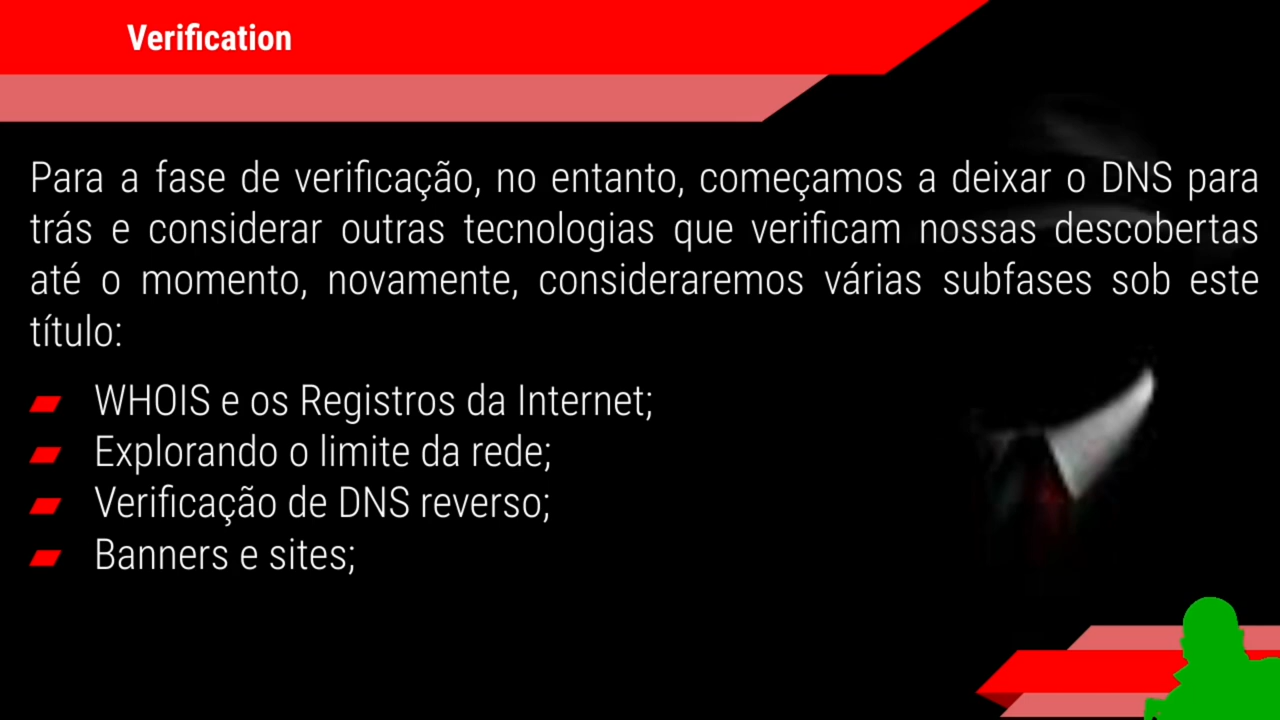 Verification
Para a fase de verificação, no entanto, começamos a deixar o DNS para
trás e considerar outras tecnologias que verificam nossas descobertas
até o momento, novamente, consideraremos várias subfases sob este
título:
WHOIS e os Registros da Internet;
Explorando o limite da rede;
Verificação de DNS reverso;
Banners e sites;